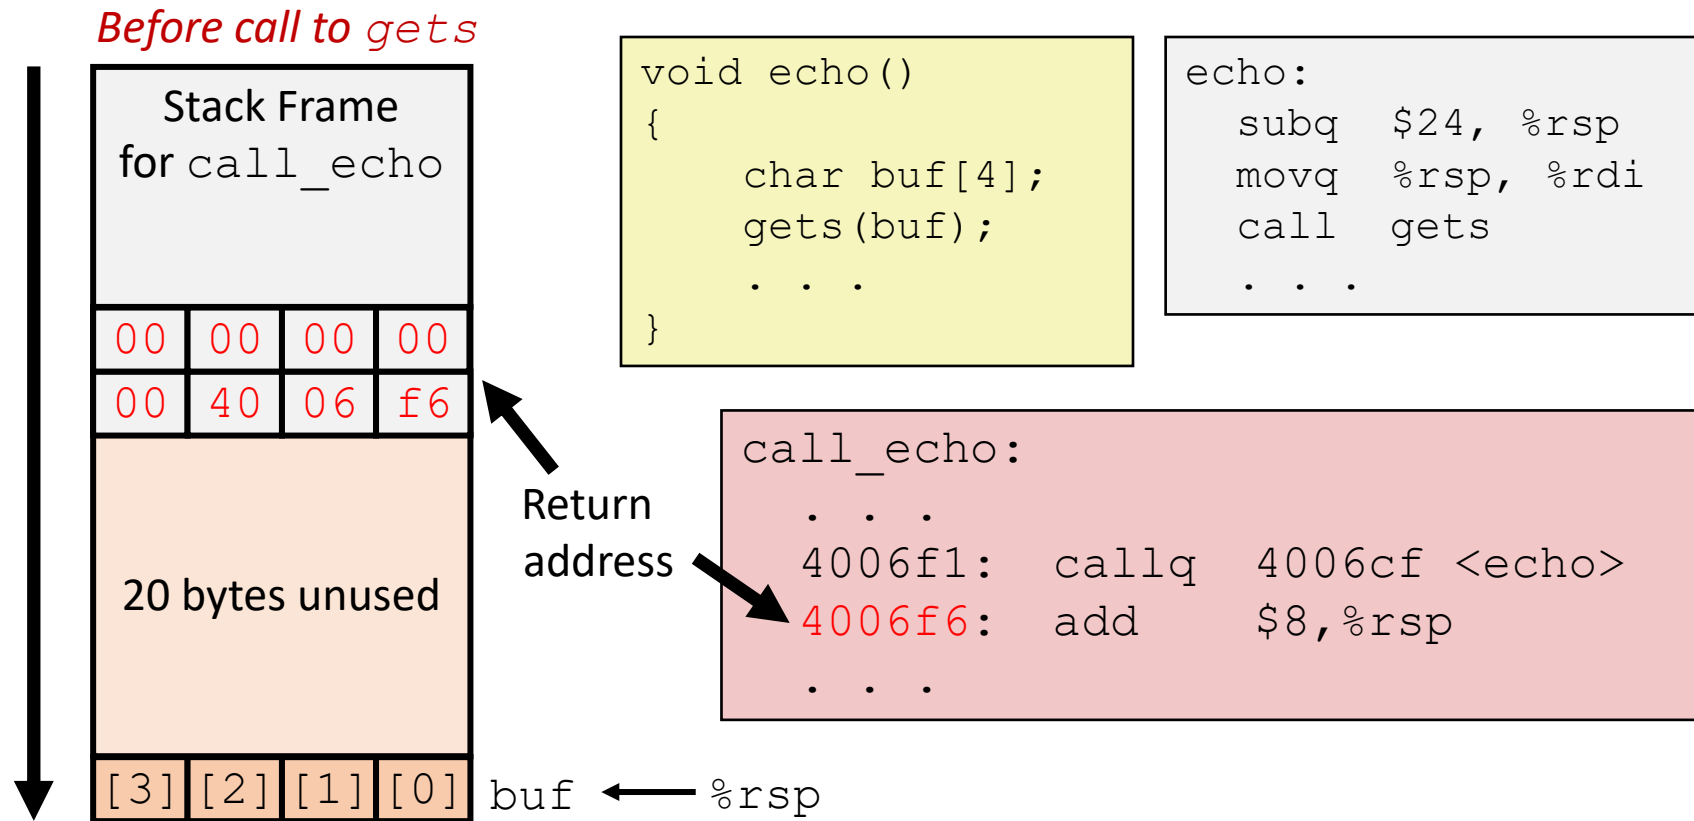 Before call to gets
Stack Frame
for call_echo
00 00 00 00
00 40 06 f6
20 bytes unused
[3] [2] [1] [0] buf %rsp
Return
address
void echo()
{
    char buf[4];
    gets(buf);
    . . .
}
echo:
  subq $24, %rsp
  movq %rsp, %rdi
  call gets
  . . .
call_echo:
  . . .
  4006f1: callq 4006cf <echo>
  4006f6: add $8,%rsp
  . . .